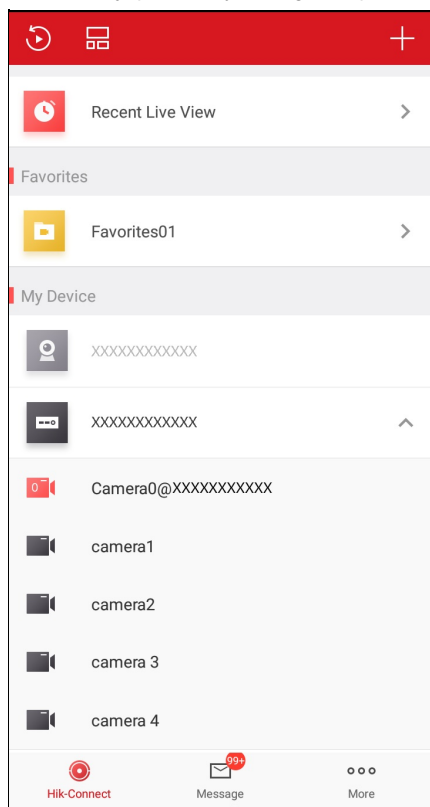 Recent Live View
Favorites
Favorites01
My Device
XXXXXXXXXXXX
XXXXXXXXXXXX
0
Camera0@XXXXXXXXXXX
camera1
camera2
camera 3
camera 4
99+
Hik-Connect
Message
More